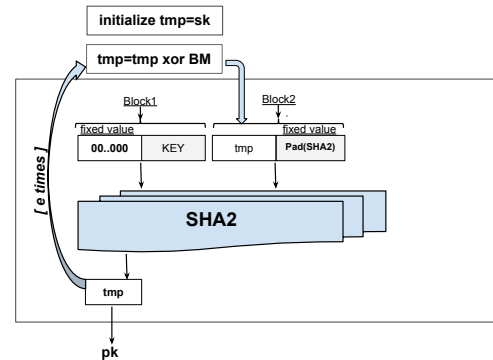 initialize tmp=sk
tmp=tmp xor BM
Block1
Block2
fixed value
fixed value
00..000
KEY
tmp
Pad(SHA2)
[ e times ]
SHA2
tmp
pk